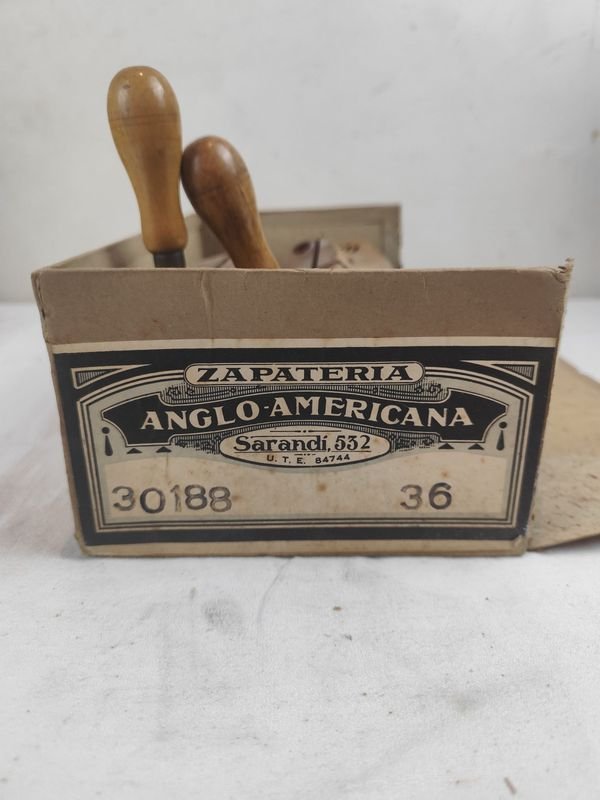 ZAPATERIA
ANGLO-AMERICANA
Sarandí, 532
U. T. E. 84744
30188 36